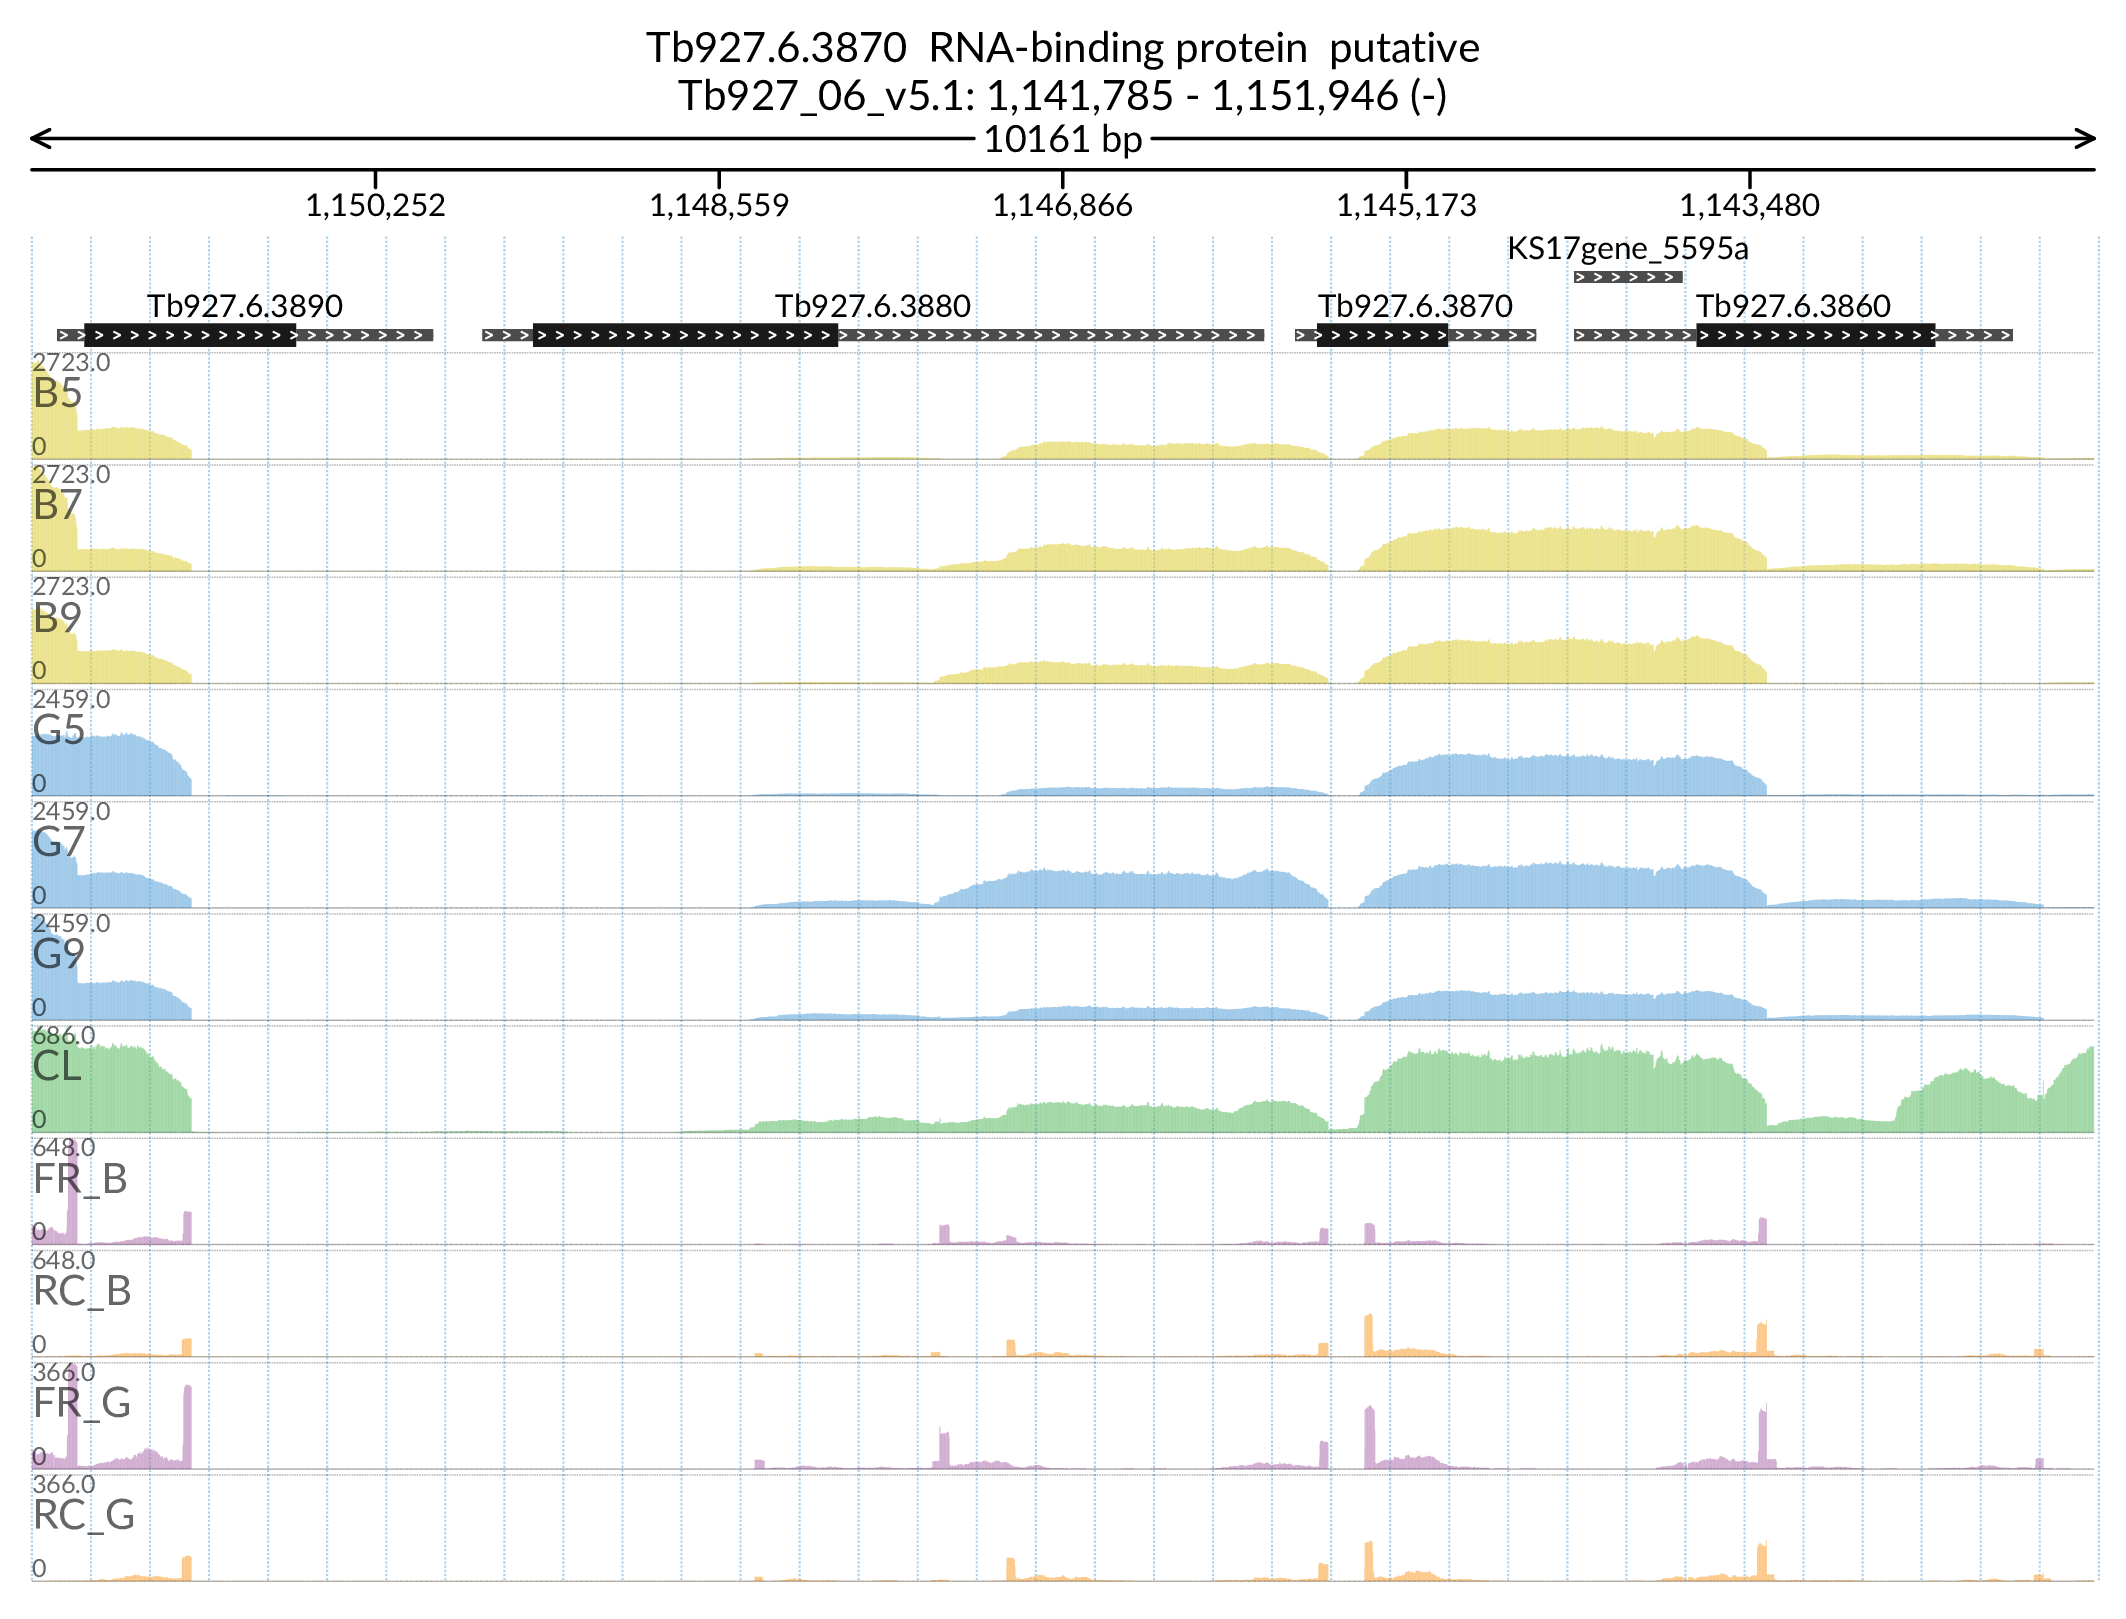 Tb927.6.3870 RNA-binding protein putative
Tb927_06_v5.1: 1,141,785 - 1,151,946 (-)
10161 bp
1,150,252 1,148,559 1,146,866 1,145,173 1,143,480
KS17gene_5595a
Tb927.6.3890 Tb927.6.3880 Tb927.6.3870 Tb927.6.3860
2723.0
B5
0
2723.0
B7
0
2723.0
B9
0
2459.0
G5
0
2459.0
G7
0
2459.0
G9
0
686.0
CL
0
648.0
FR_B
0
648.0
RC_B
0
366.0
FR_G
0
366.0
RC_G
0